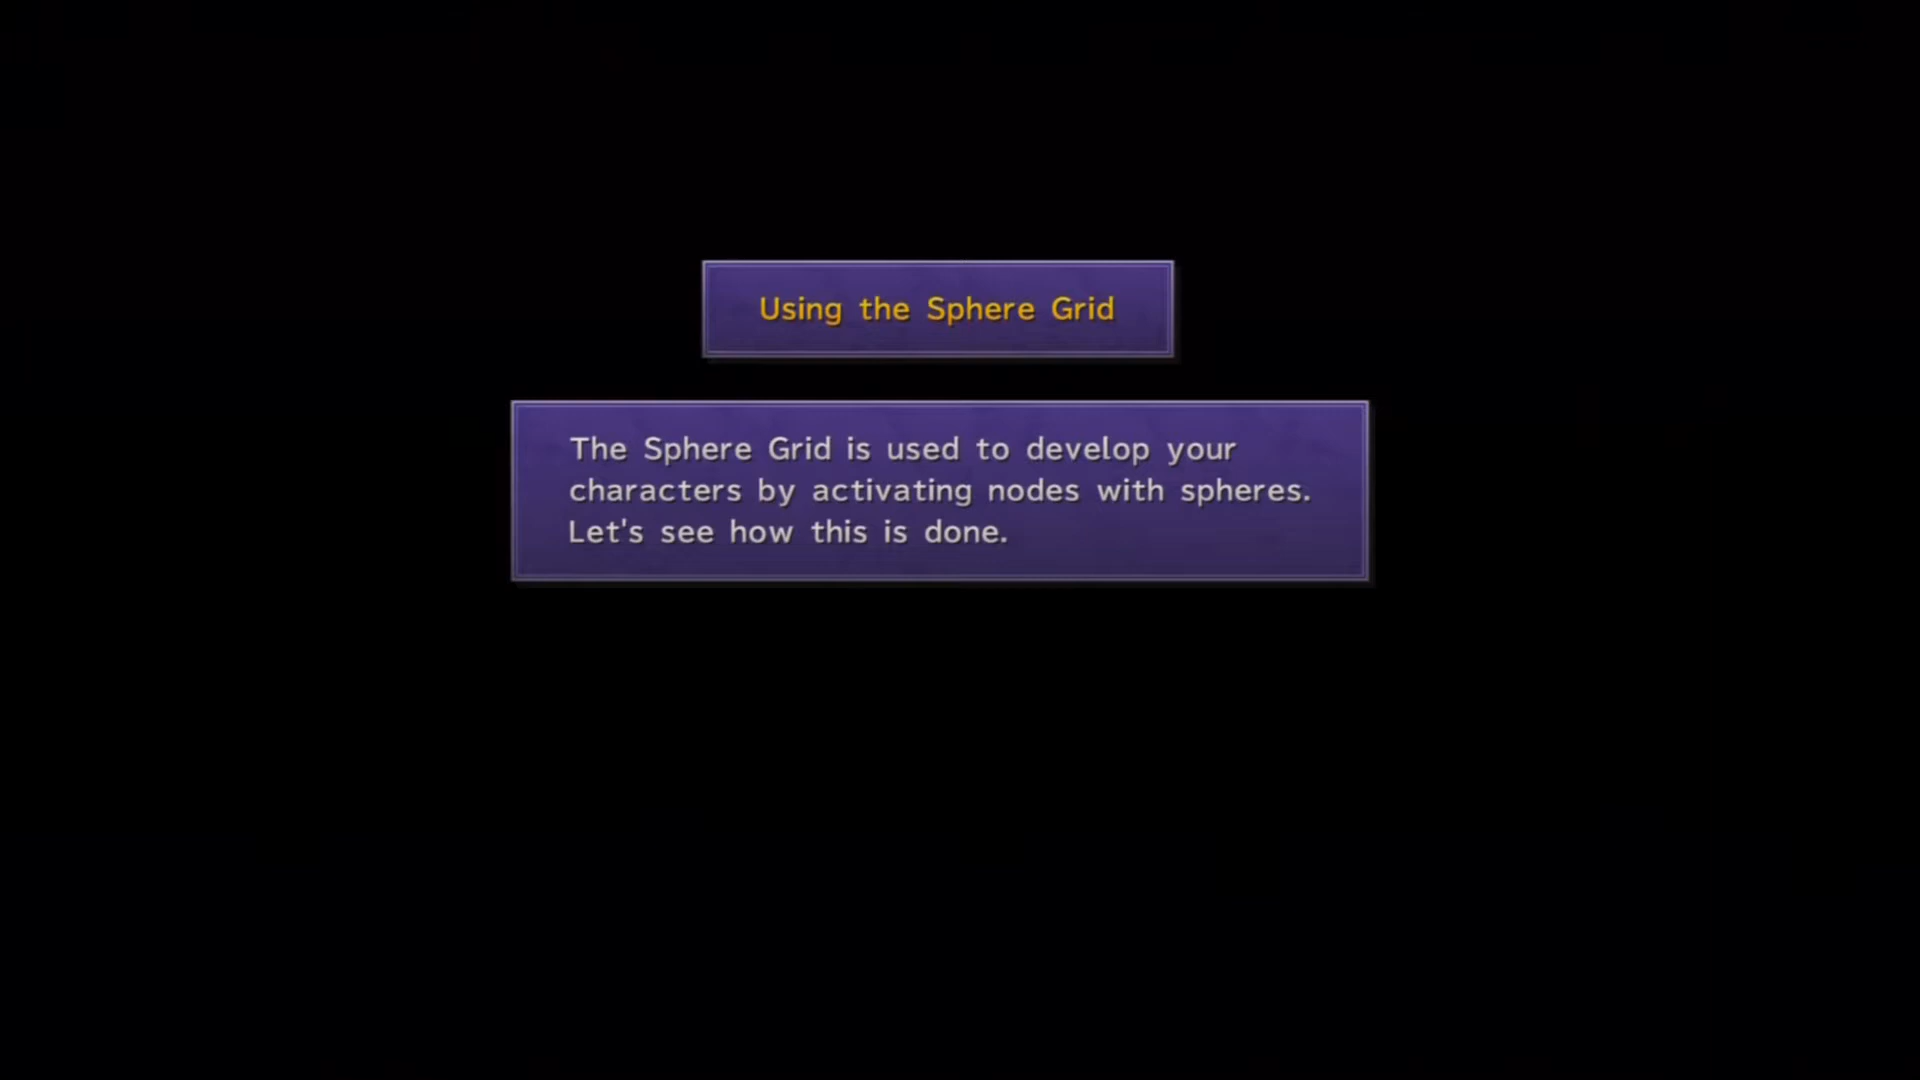 Using the Sphere Grid
The Sphere Grid is used to develop your
characters by activating nodes with spheres.
Let's see how this is done.